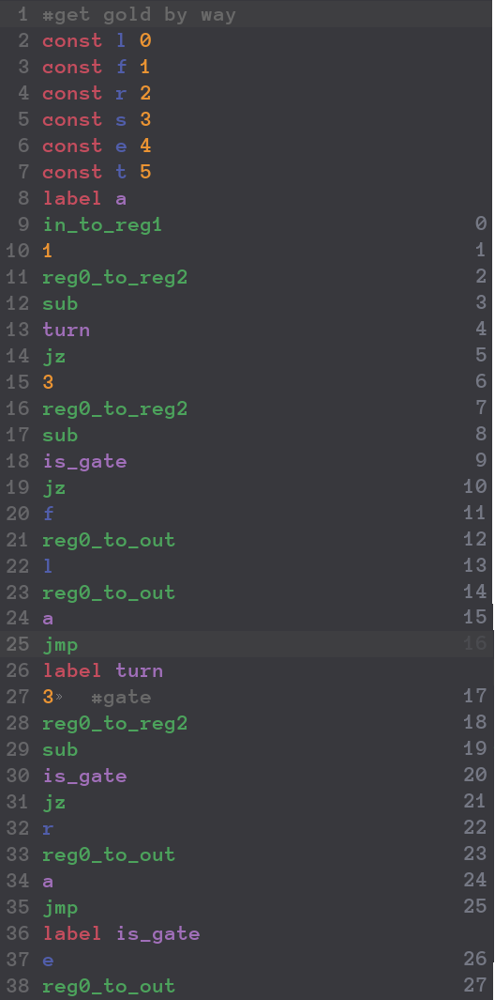 1 #get gold by way
2 const l 0
3 const f 1
4 const r 2
5 const s 3
6 const e 4
7 const t 5
8 label a
9 in_to_reg1 0
10 1 1
11 reg0_to_reg2 2
12 sub 3
13 turn 4
14 jz 5
15 3 6
16 reg0_to_reg2 7
17 sub 8
18 is_gate 9
19 jz 10
20 f 11
21 reg0_to_out 12
22 l 13
23 reg0_to_out 14
24 a 15
25 jmp 16
26 label turn
27 3» #gate 17
28 reg0_to_reg2 18
29 sub 19
30 is_gate 20
31 jz 21
32 r 22
33 reg0_to_out 23
34 a 24
35 jmp 25
36 label is_gate
37 e 26
38 reg0_to_out 27